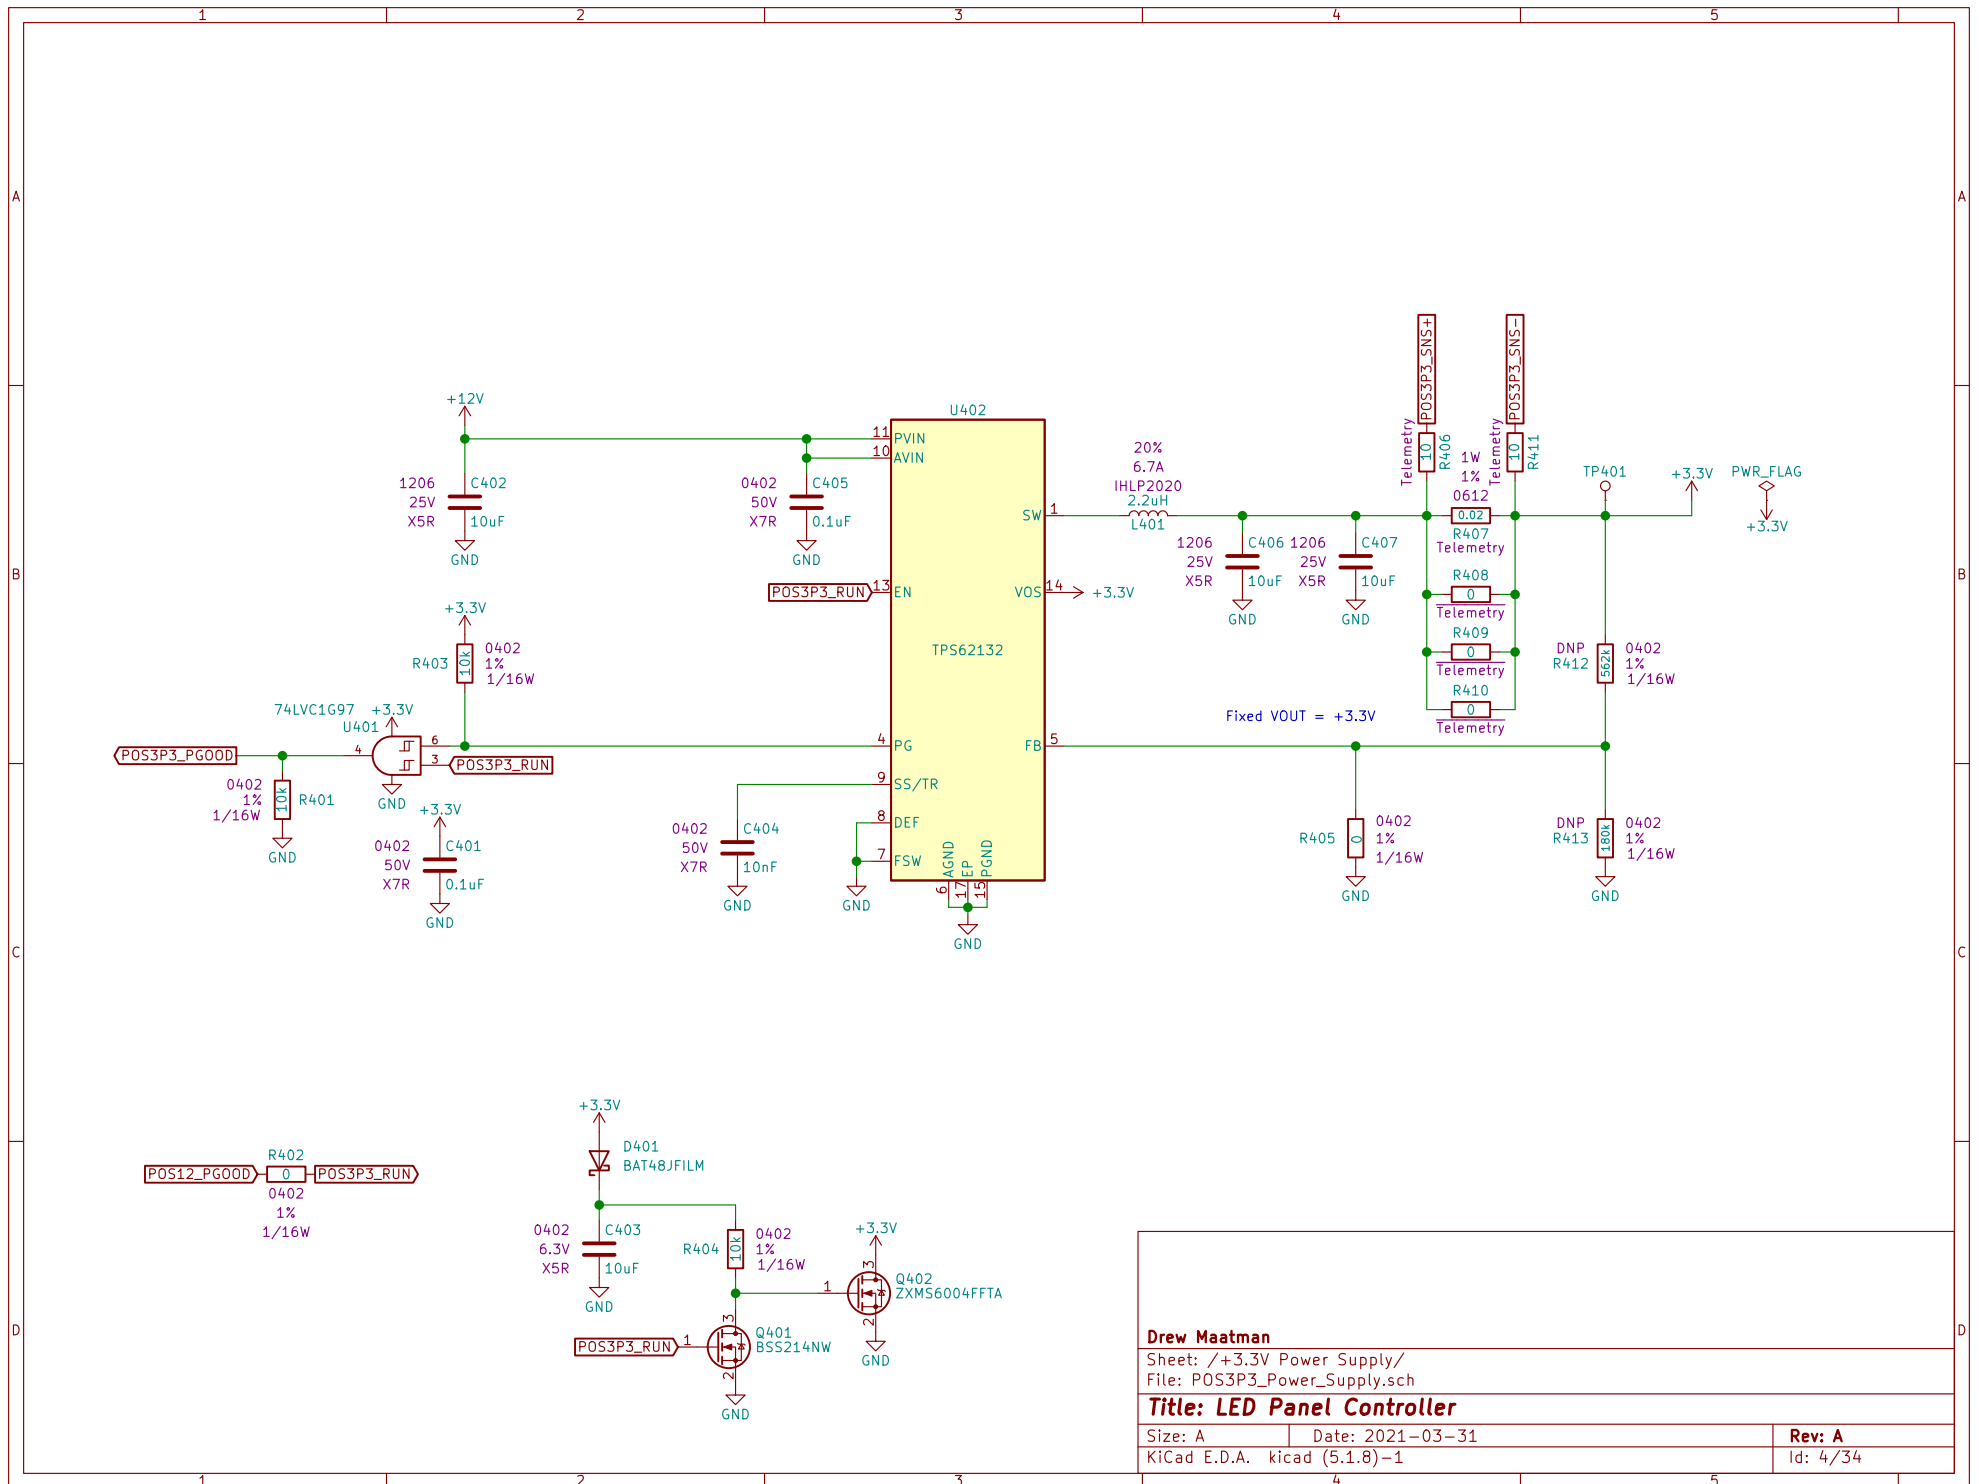 1 2 3 4 5
A A
B B
C C
D D
POS3P3_SNS+
POS3P3_SNS-
Telemetry
10
R406
Telemetry
10
R411
+12V
1206
25V
X5R
C402
10uF
GND
0402
50V
X7R
C405
0.1uF
GND
U402
11 PVIN
10 AVIN
13 EN
4 PG
9 SS/TR
8 DEF
7 FSW
SW 1
VOS 14
FB 5
AGND 6
EP 17
PGND 15
TPS62132
GND
POS3P3_RUN
+3.3V
20%
6.7A
IHLP2020
2.2uH
L401
1206
25V
X5R
C406
10uF
GND
1206
25V
X5R
C407
10uF
GND
1W
1%
0612
0.02
R407
Telemetry
R408
0
Telemetry
R409
0
Telemetry
R410
0
Telemetry
TP401
+3.3V
PWR_FLAG
+3.3V
DNP
R412
562k
0402
1%
1/16W
DNP
R413
180k
0402
1%
1/16W
GND
Fixed VOUT = +3.3V
R405
0
0402
1%
1/16W
GND
+3.3V
R403
10k
0402
1%
1/16W
74LVC1G97
U401
+3.3V
4
6
3
GND
POS3P3_PGOOD
POS3P3_RUN
0402
1%
1/16W
10k
R401
GND
+3.3V
0402
50V
X7R
C401
0.1uF
GND
0402
50V
X7R
C404
10nF
GND
GND
POS12_PGOOD
R402
0
POS3P3_RUN
0402
1%
1/16W
+3.3V
D401
BAT48JFILM
0402
6.3V
X5R
C403
10uF
GND
R404
10k
0402
1%
1/16W
POS3P3_RUN
1
3
2
Q401
BSS214NW
GND
+3.3V
1
3
2
Q402
ZXMS6004FFTA
GND
Drew Maatman
Sheet: /+3.3V Power Supply/
File: POS3P3_Power_Supply.sch
Title: LED Panel Controller
Size: A Date: 2021-03-31 Rev: A
KiCad E.D.A. kicad (5.1.8)-1 Id: 4/34
1 2 3 4 5